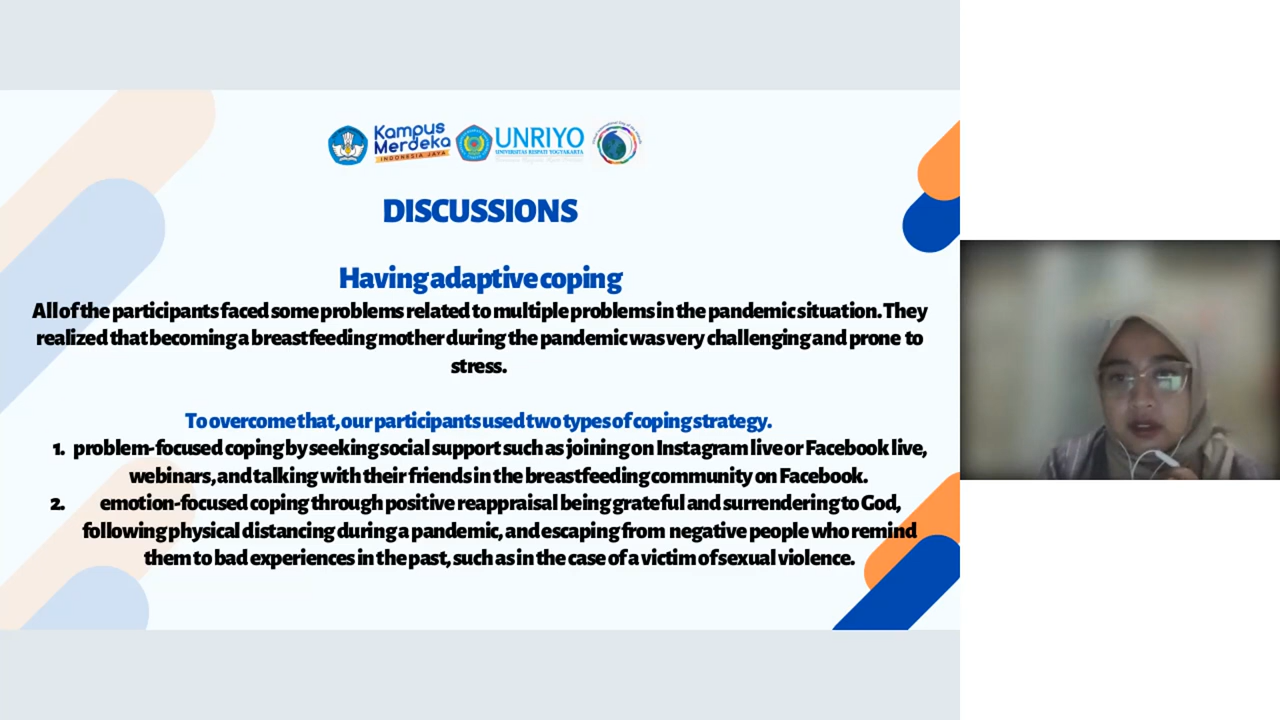 Kampus
Merdeka
INDONESIA JAYA
UNRIYO
UNIVERSITAS RESPATI YOGYAKARTA
DISCUSSIONS
Having adaptive coping
All of the participants faced some problems related to multiple problems in the pandemic situation. They
realized that becoming a breastfeeding mother during the pandemic was very challenging and prone to
stress.
To overcome that, our participants used two types of coping strategy.
1. problem-focused coping by seeking social support such as joining on Instagram live or Facebook live,
webinars, and talking with their friends in the breastfeeding community on Facebook.
2. emotion-focused coping through positive reappraisal being grateful and surrendering to God,
following physical distancing during a pandemic, and escaping from negative people who remind
them to bad experiences in the past, such as in the case of a victim of sexual violence.